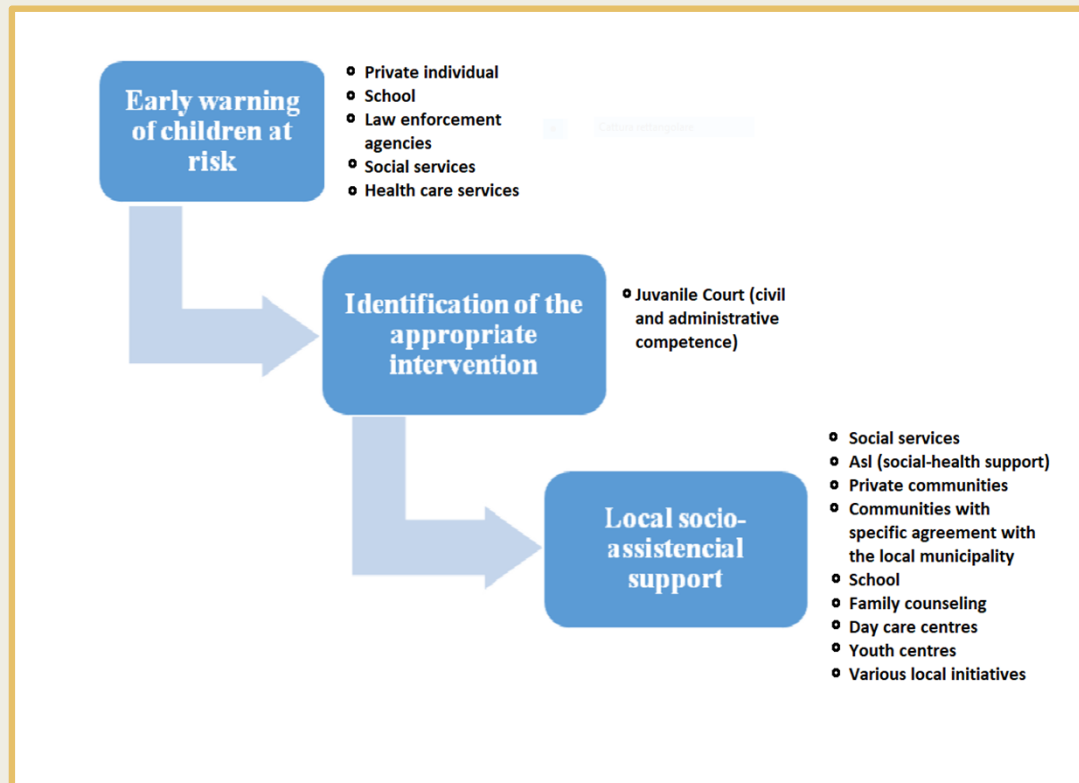 Early warning
of children at
risk
Private individual
School
Law enforcement
agencies
Social services
Health care services
Identification of the
appropriate
intervention
Juvenile Court (civil
and administrative
competence)
Local socio-
assistencial
support
Social services
Asl (social-health support)
Private communities
Communities with
specific agreement with
the local municipality
School
Family counseling
Day care centres
Youth centres
Various local initiatives